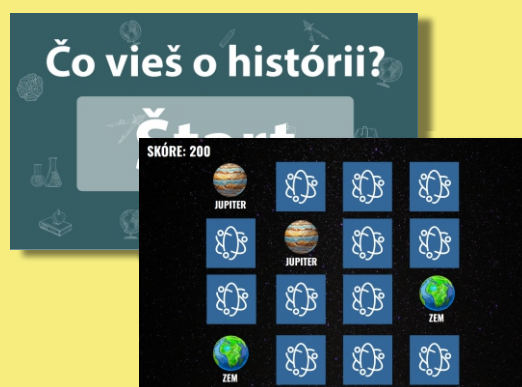 Čo vieš o histórii?
Štart
SKÓRE: 200
JUPITER
JUPITER
ZEM
ZEM